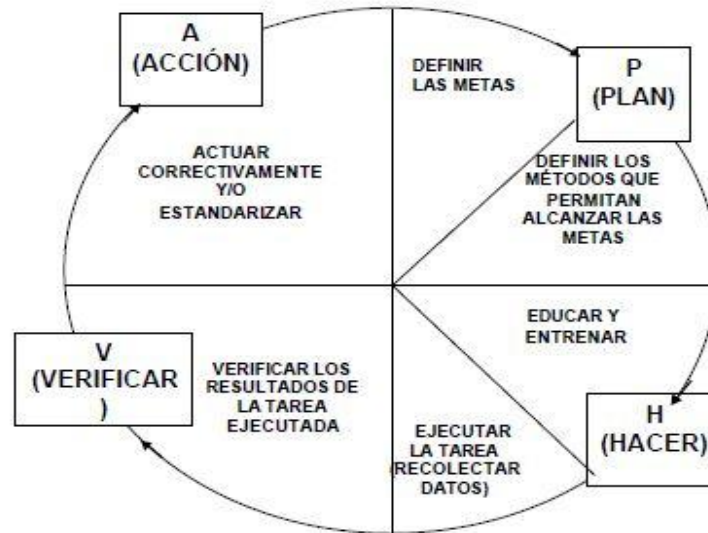 A
(ACCIÓN)
DEFINIR
LAS METAS
P
(PLAN)
ACTUAR
CORRECTIVAMENTE
Y/O
ESTANDARIZAR
DEFINIR LOS
MÉTODOS QUE
PERMITAN
ALCANZAR LAS
METAS
EDUCAR Y
ENTRENAR
V
(VERIFICAR
)
VERIFICAR LOS
RESULTADOS DE
LA TAREA
EJECUTADA
EJECUTAR
LA TAREA
(RECOLECTAR
DATOS)
H
(HACER)